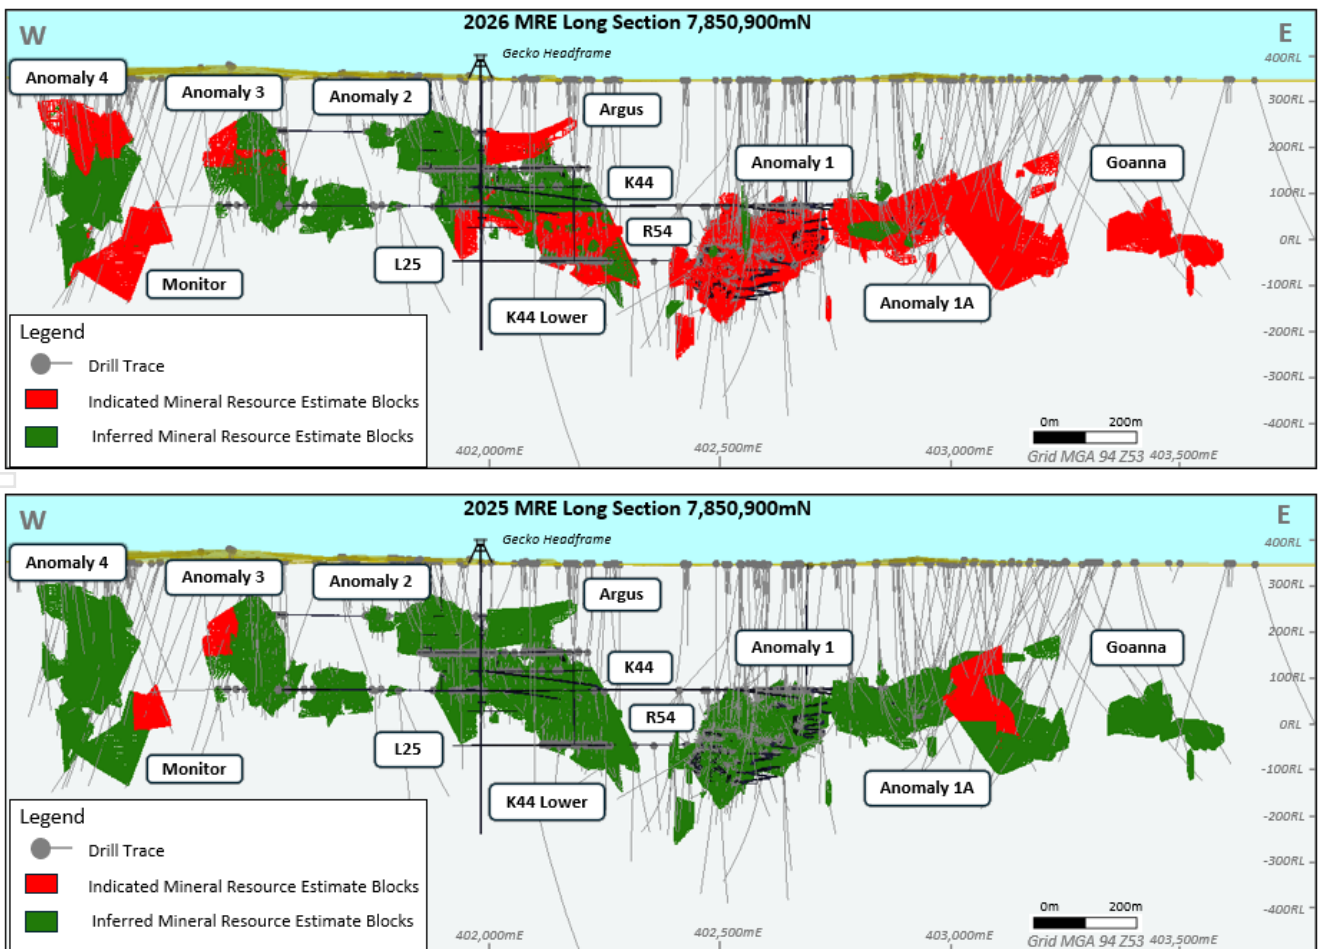 2026 MRE Long Section 7,850,900mN
W
E
Gecko Headframe
400RL
Anomaly 4
Anomaly 3
Anomaly 2
Argus
300RL
200RL
Anomaly 1
Goanna
K44
100RL
R54
0RL
L25
Monitor
-100RL
K44 Lower
Anomaly 1A
-200RL
-300RL
-400RL
Legend
Drill Trace
Indicated Mineral Resource Estimate Blocks
Inferred Mineral Resource Estimate Blocks
0m 200m
402,000mE
402,500mE
403,000mE
403,500mE
Grid MGA 94 Z53
2025 MRE Long Section 7,850,900mN
W
E
Gecko Headframe
400RL
Anomaly 4
Anomaly 3
Anomaly 2
Argus
300RL
200RL
Anomaly 1
Goanna
K44
100RL
R54
0RL
L25
Monitor
-100RL
K44 Lower
Anomaly 1A
-200RL
-300RL
-400RL
Legend
Drill Trace
Indicated Mineral Resource Estimate Blocks
Inferred Mineral Resource Estimate Blocks
0m 200m
402,000mE
402,500mE
403,000mE
403,500mE
Grid MGA 94 Z53